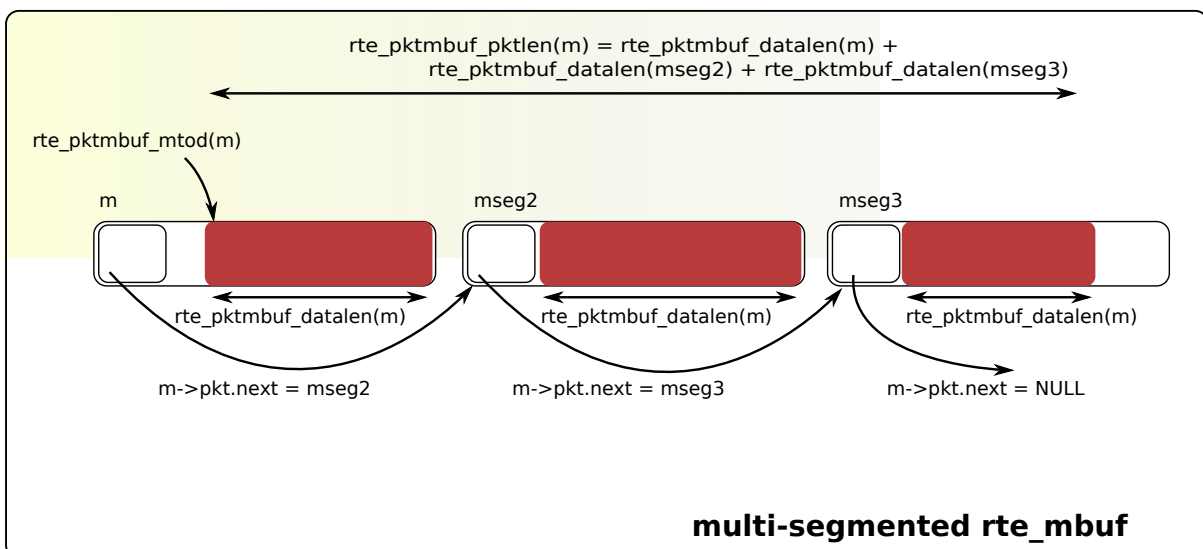 rte_pktmbuf_pktlen(m) = rte_pktmbuf_datalen(m) +
rte_pktmbuf_datalen(mseg2) + rte_pktmbuf_datalen(mseg3)
rte_pktmbuf_mtod(m)
m
mseg2
mseg3
rte_pktmbuf_datalen(m)
rte_pktmbuf_datalen(m)
rte_pktmbuf_datalen(m)
m->pkt.next = mseg2
m->pkt.next = mseg3
m->pkt.next = NULL
multi-segmented rte_mbuf